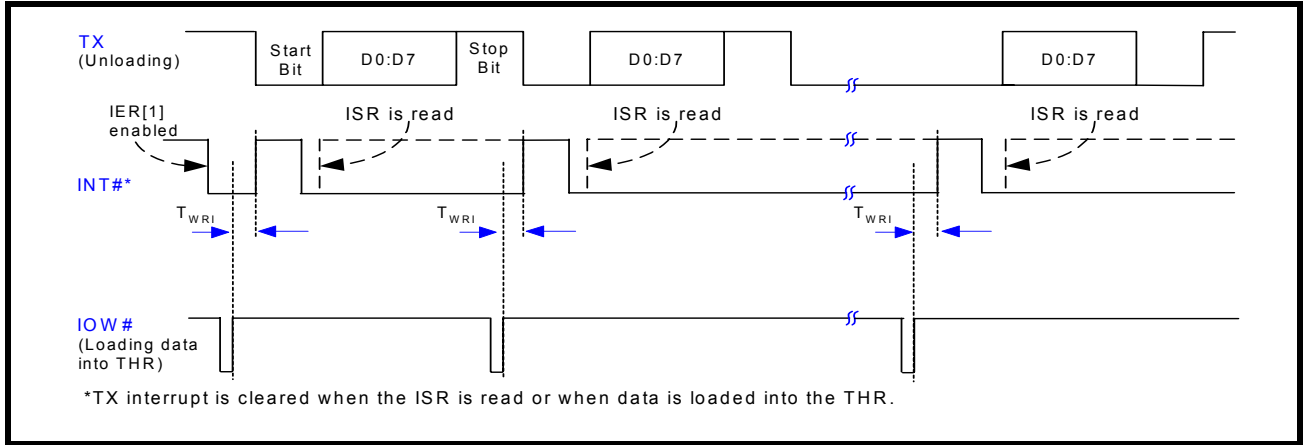 TX
(Unloading)
Start
Bit
D0:D7
Stop
Bit
D0:D7
D0:D7
IER[1]
enabled
ISR is read
ISR is read
ISR is read
INT#*
TWRI
TWRI
TWRI
IOW#
(Loading data
into THR)
*TX interrupt is cleared when the ISR is read or when data is loaded into the THR.